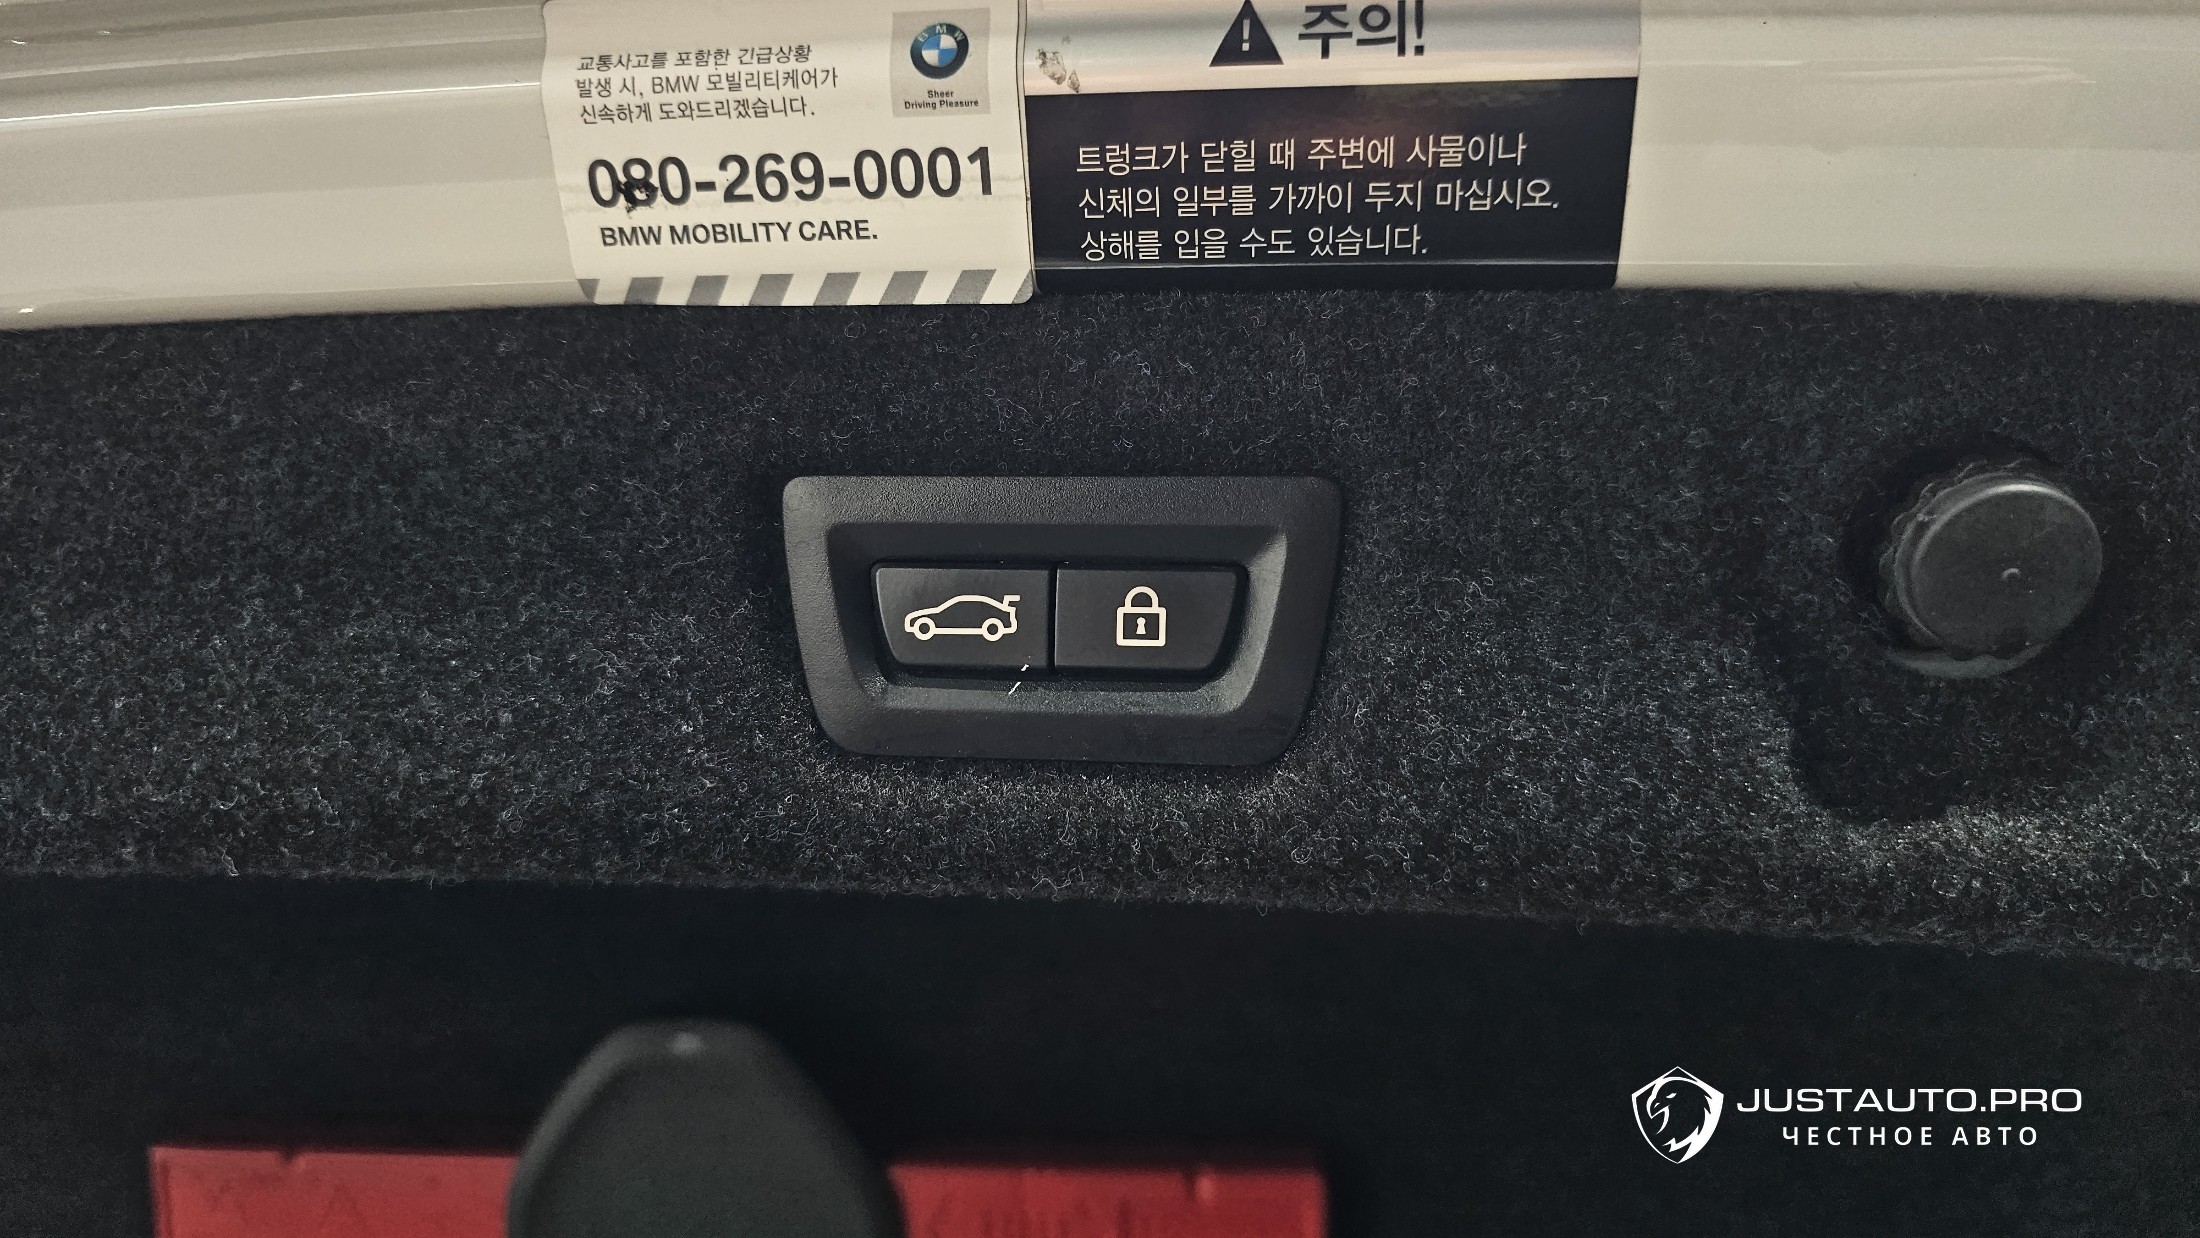 교통사고를 포함한 긴급상황
발생 시, BMW 모빌리티케어가
신속하게 도와드리겠습니다.
BMW
Sheer
Driving Pleasure
080-269-0001
BMW MOBILITY CARE.
주의!
트렁크가 닫힐 때 주변에 사물이나
신체의 일부를 가까이 두지 마십시오.
상해를 입을 수도 있습니다.
JUSTAUTO.PRO
ЧЕСТНОЕ АВТО